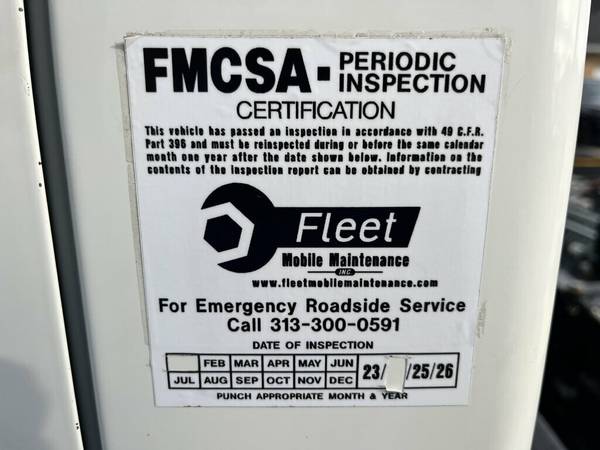 FMCSA - PERIODIC INSPECTION
CERTIFICATION
This vehicle has passed an inspection in accordance with 49 C.F.R.
Part 396 and must be reinspected during or before the same calendar
month one year after the date shown below. Information on the
contents of the inspection report can be obtained by contracting
Fleet
Mobile Maintenance
INC
www.fleetmobilemaintenance.com
For Emergency Roadside Service
Call 313-300-0591
DATE OF INSPECTION
FEB MAR APR MAY JUN
JUL AUG SEP OCT NOV DEC
23/ /25/26
PUNCH APPROPRIATE MONTH & YEAR